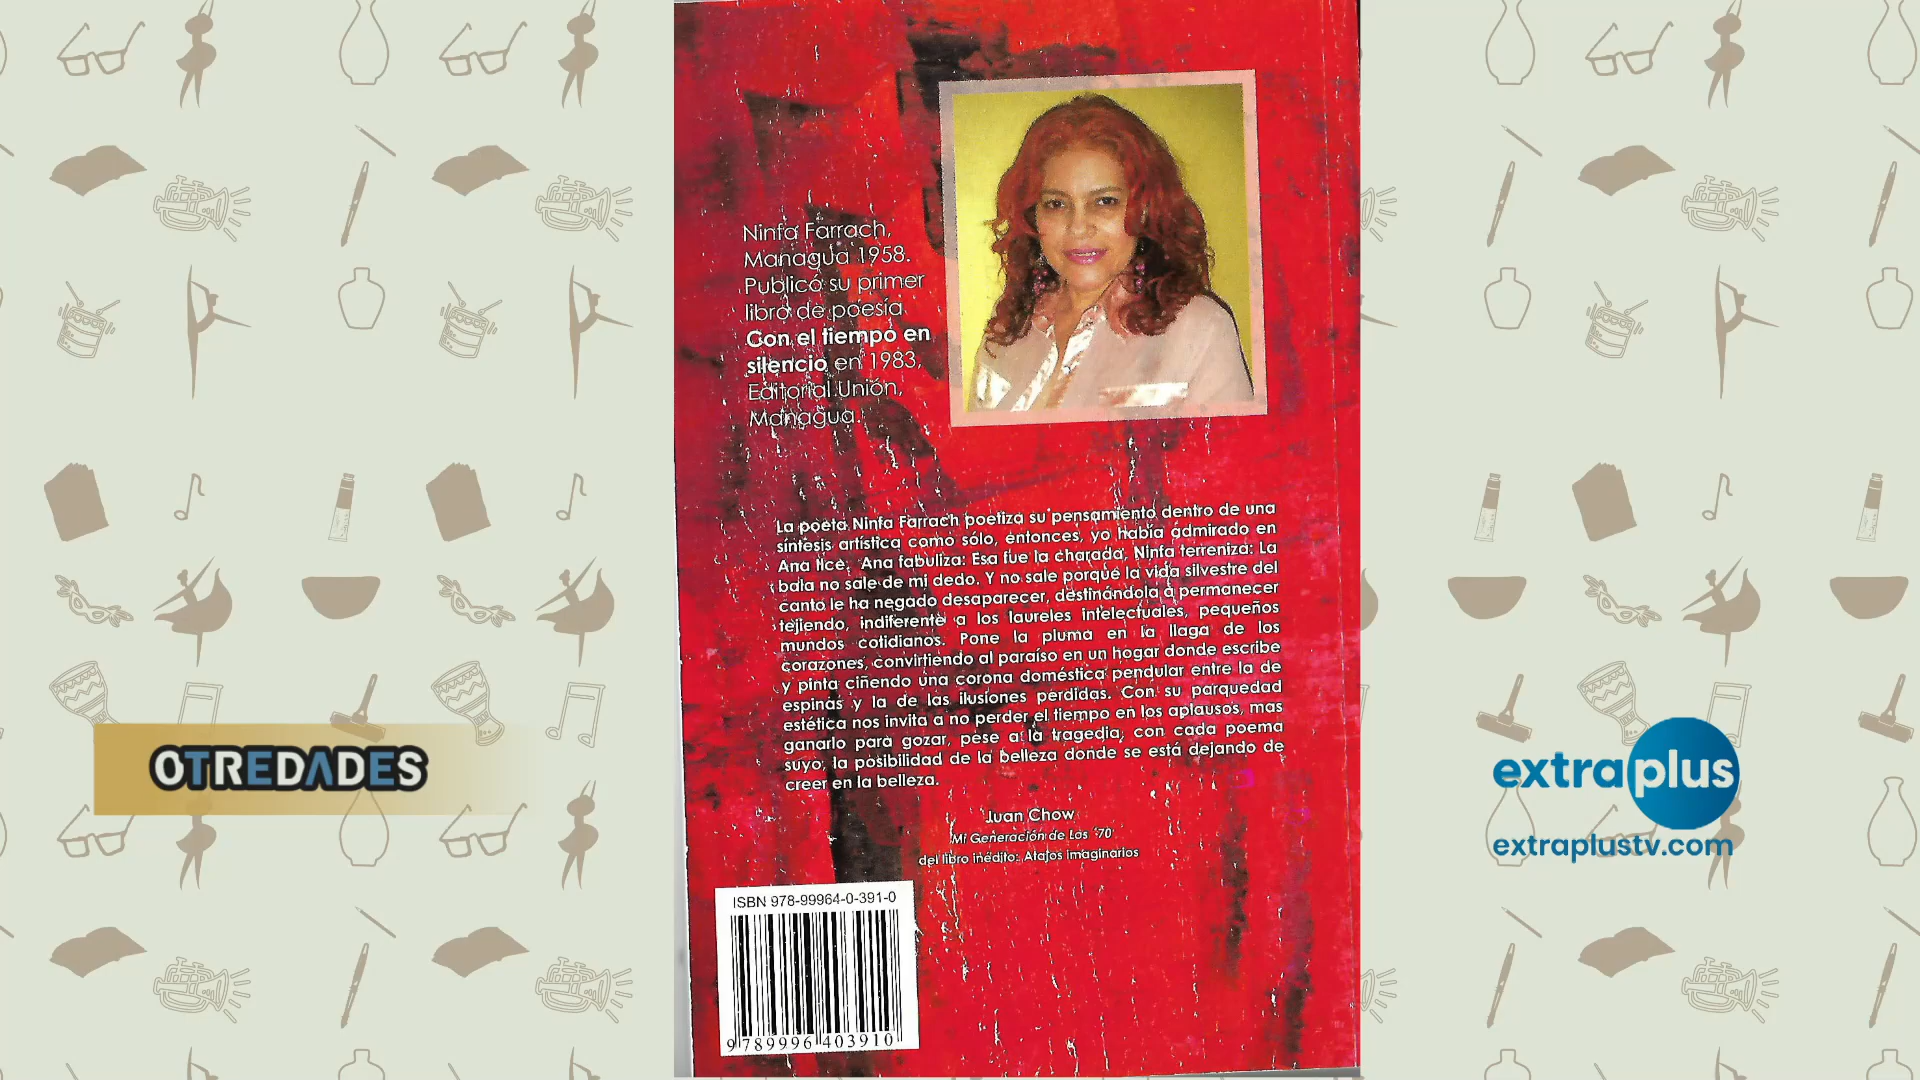 Ninfa Farrach,
Managua 1958.
Publicó su primer
libro de poesía
Con el tiempo en
silencio en 1983,
Editorial Unión,
Managua.
La poeta Ninfa Farrach poetiza su pensamiento dentro de una
síntesis artística como sólo, entonces, yo había admirado en
Ana Ilce. Ana fabuliza: Esa fue la charada, Ninfa terreniza: La
bala no sale de mi dedo. Y no sale porque la vida silvestre del
canto le ha negado desaparecer, destinándola a permanecer
tejiendo, indiferente a los laureles intelectuales, pequeños
mundos cotidianos. Pone la pluma en la llaga de los
corazones, convirtiendo al paraíso en un hogar donde escribe
y pinta ciñendo una corona doméstica pendular entre la de
espinas y la de las ilusiones perdidas. Con su parquedad
estética nos invita a no perder el tiempo en los aplausos, mas
ganarlo para gozar, pese a la tragedia, con cada poema
suyo, la posibilidad de la belleza donde se está dejando de
creer en la belleza.
Juan Chow
Mi Generación de Los '70
del libro inédito: Atajos imaginarios
ISBN 978-99964-0-391-0
9 789996 403910
OTREDADES
extraplus
extraplustv.com